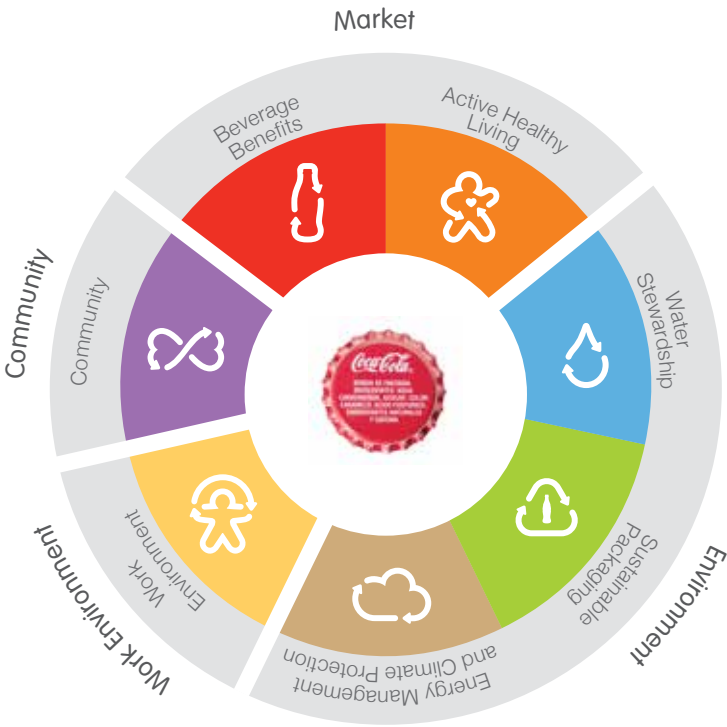 Market
Beverage
Benefits
Active Healthy
Living
Water
Stewardship
Sustainable
Packaging
Environment
Energy Management
and Climate Protection
Work
Environment
Work Environment
Community
Community
Coca-Cola